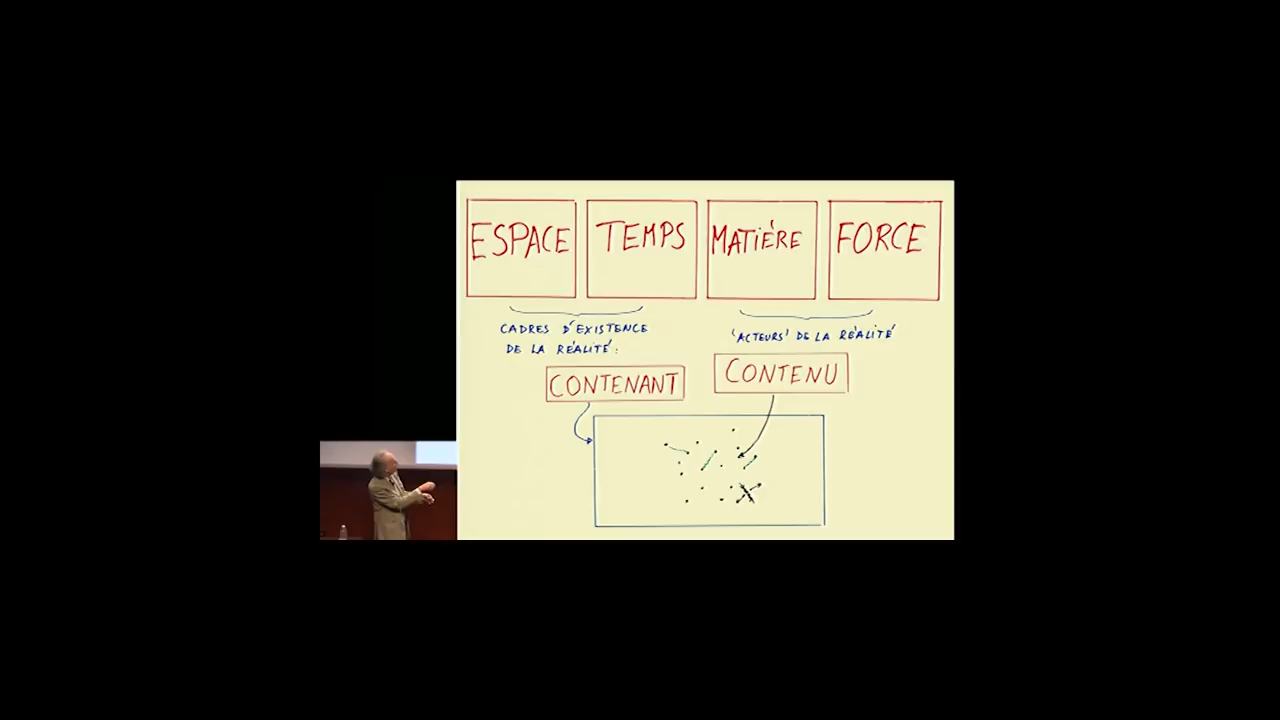 ESPACE TEMPS MATIÈRE FORCE
CADRES D'EXISTENCE
DE LA RÉALITÉ:
'ACTEURS' DE LA RÉALITÉ
CONTENANT
CONTENU